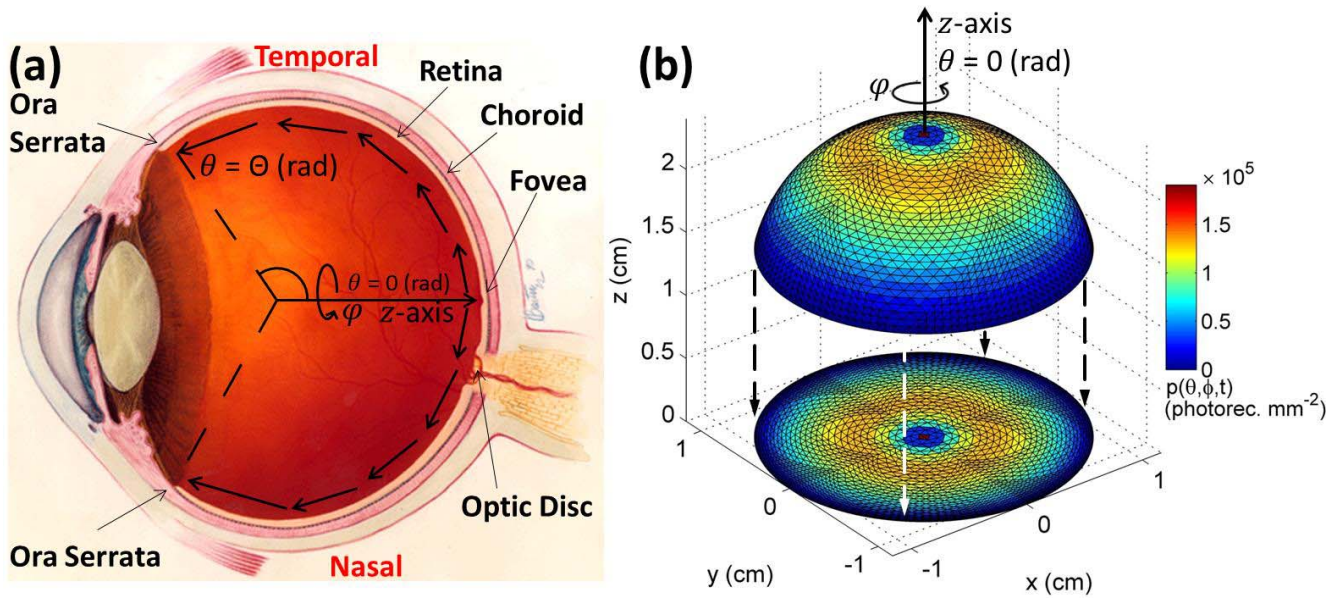 (a)
Temporal
Retina
Choroid
Fovea
Ora
Serrata
θ = Θ (rad)
θ = 0 (rad)
φ z-axis
Optic Disc
Ora Serrata
Nasal
(b)
z-axis
θ = 0 (rad)
φ
z (cm)
2
1.5
1
0.5
0
1
0
-1
y (cm)
-1
0
1
x (cm)
× 10⁵
1.5
1
0.5
0
p(θ,ϕ,t)
(photorec. mm⁻²)